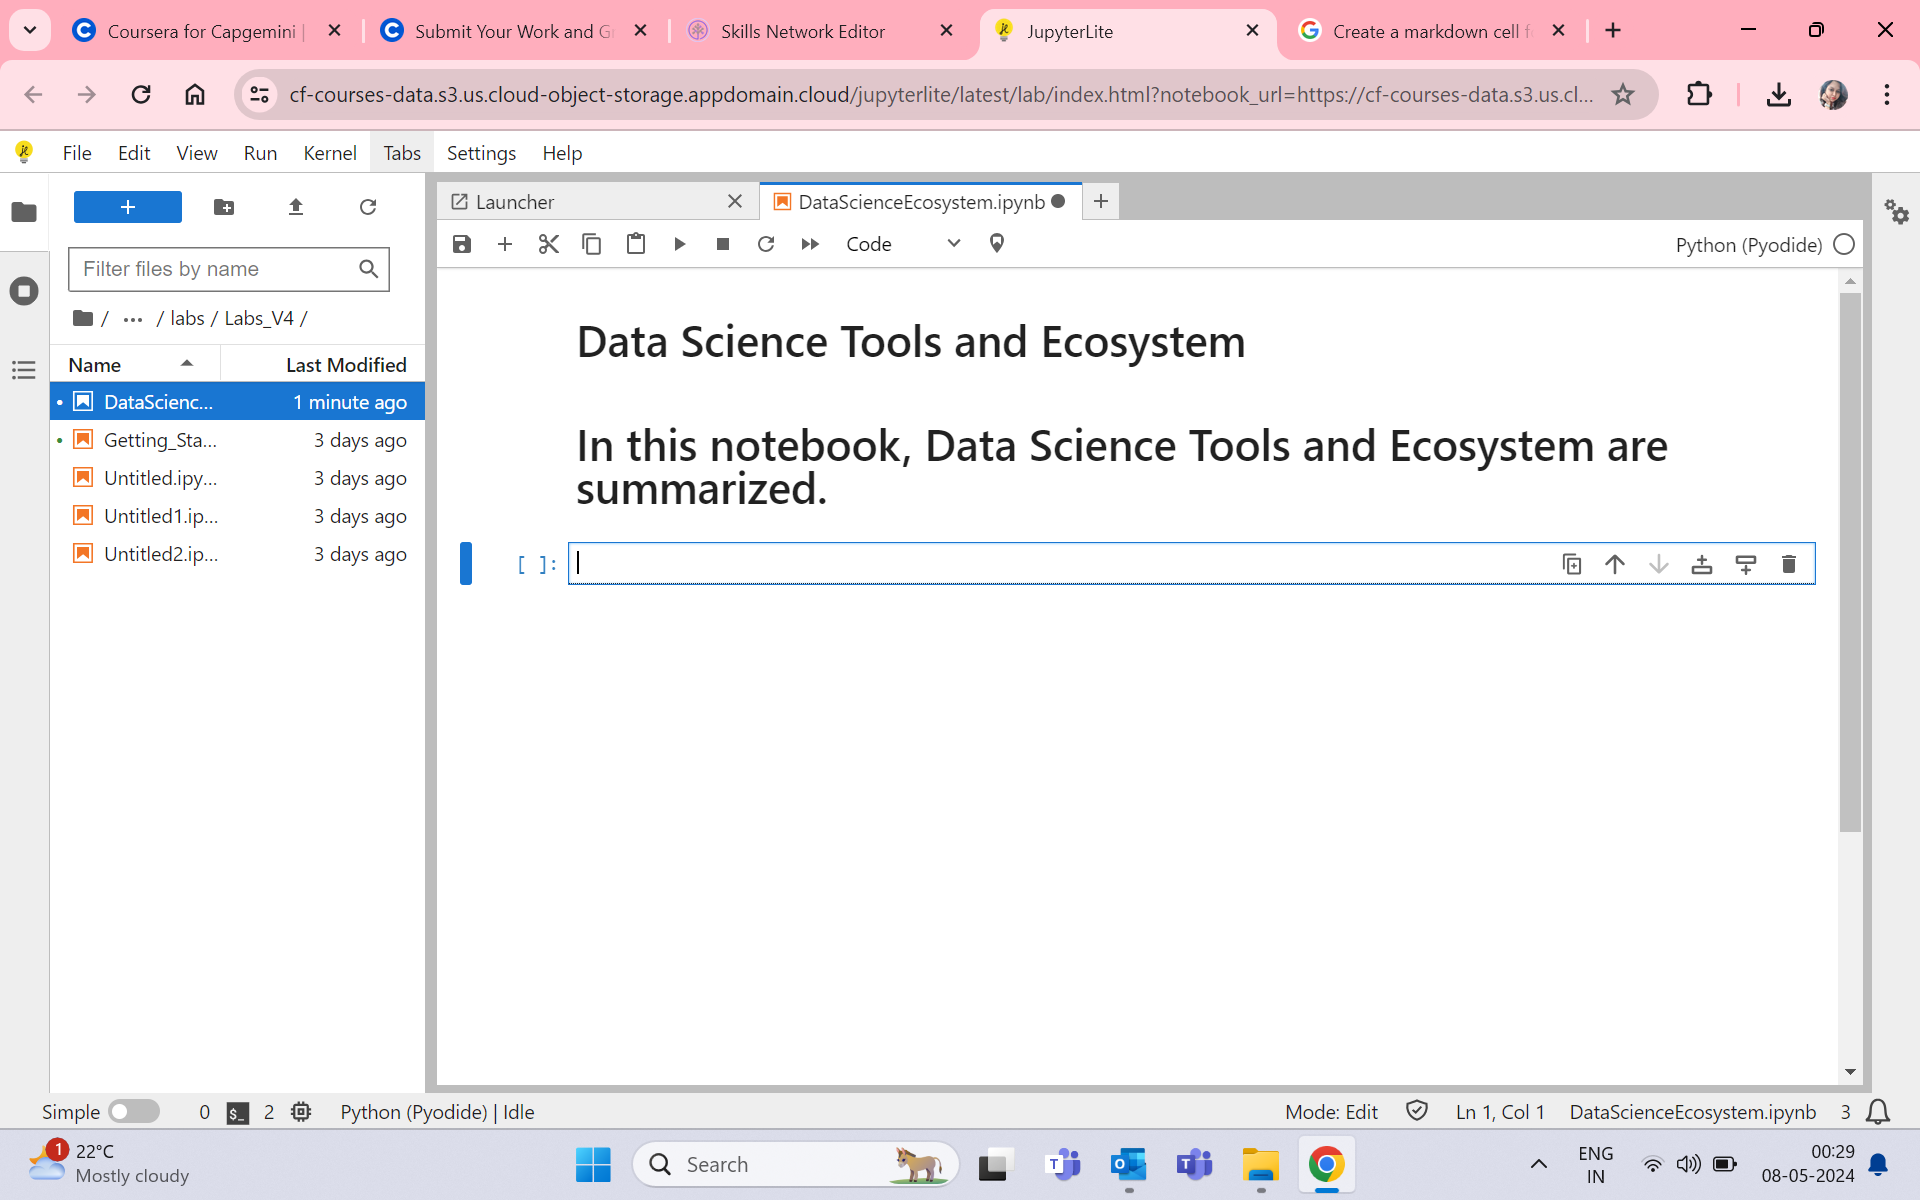 Coursera for Capgemini |
Submit Your Work and G
Skills Network Editor
JupyterLite
Create a markdown cell f
cf-courses-data.s3.us.cloud-object-storage.appdomain.cloud/jupyterlite/latest/lab/index.html?notebook_url=https://cf-courses-data.s3.us.cl...
File Edit View Run Kernel Tabs Settings Help
Filter files by name
/ ... / labs / Labs_V4 /
Name Last Modified
DataScienc... 1 minute ago
Getting_Sta... 3 days ago
Untitled.ipy... 3 days ago
Untitled1.ip... 3 days ago
Untitled2.ip... 3 days ago
Launcher
DataScienceEcosystem.ipynb
Code
Python (Pyodide)
Data Science Tools and Ecosystem
In this notebook, Data Science Tools and Ecosystem are
summarized.
[ ]:
Simple 0 $_ 2 Python (Pyodide) | Idle
Mode: Edit Ln 1, Col 1 DataScienceEcosystem.ipynb 3
1
22°C
Mostly cloudy
Search
ENG
IN
00:29
08-05-2024